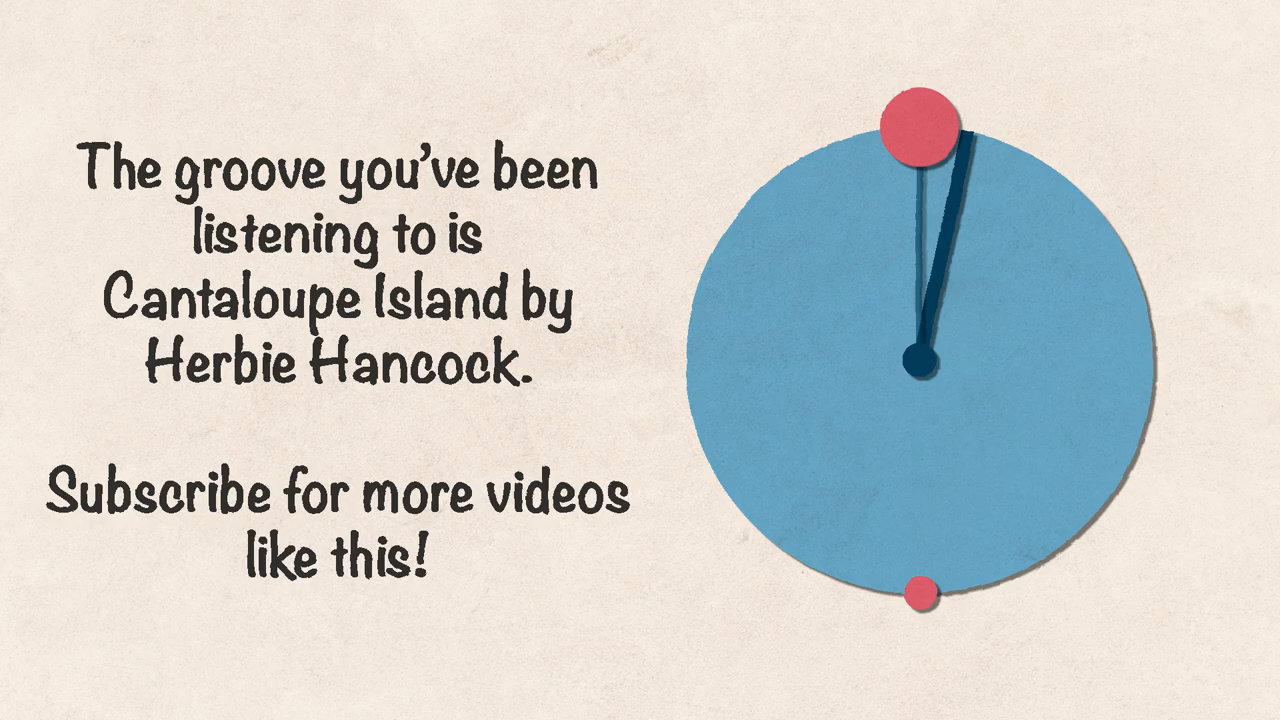 The groove you’ve been
listening to is
Cantaloupe Island by
Herbie Hancock.
Subscribe for more videos
like this!